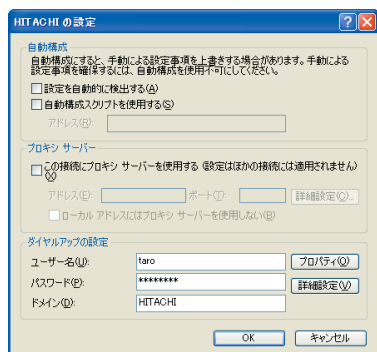 HITACHI の設定
自動構成
自動構成にすると、手動による設定事項を上書きする場合があります。手動による
設定事項を確保するには、自動構成を使用不可にしてください。
設定を自動的に検出する(A)
自動構成スクリプトを使用する(S)
アドレス(R):
プロキシ サーバー
この接続にプロキシ サーバーを使用する (設定はほかの接続には適用されません)
(X)
アドレス(E): ポート(T): 詳細設定(C)...
ローカル アドレスにはプロキシ サーバーを使用しない(B)
ダイヤルアップの設定
ユーザー名(U): taro プロパティ(O)
パスワード(P): ******** 詳細設定(V)
ドメイン(D): HITACHI
OK キャンセル